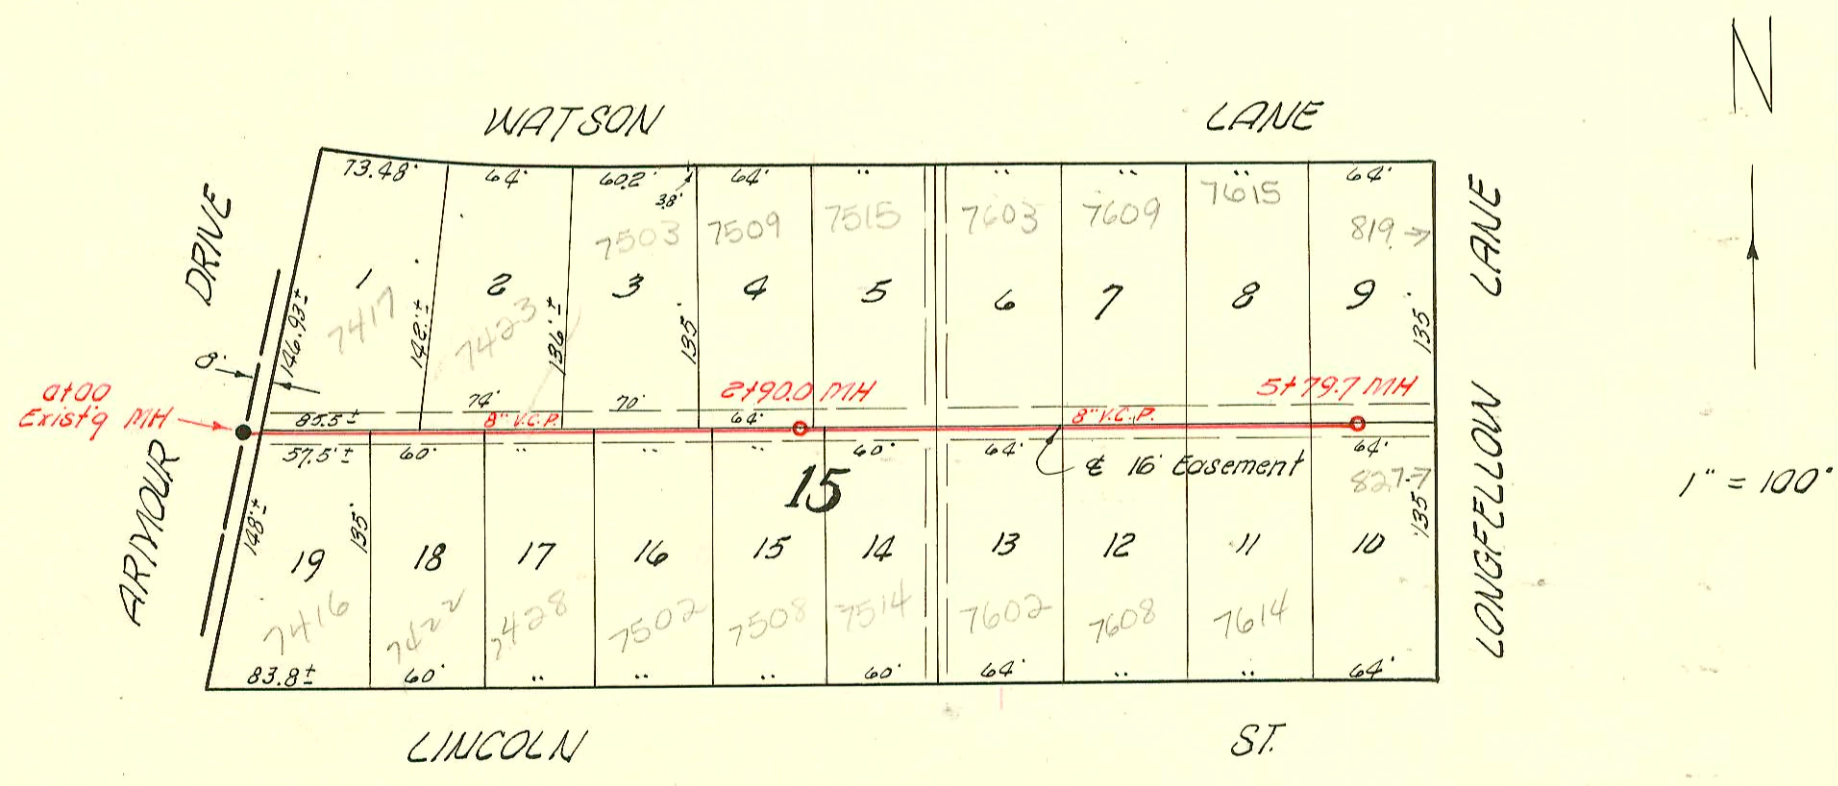 N
WATSON LANE
73.48' 64' 60.2' 64' " " " " 64'
3.8'
7503 7509 7515 7603 7609 7615 819 →
DRIVE
LANE
1 2 3 4 5 6 7 8 9
7417 7423
146.93± 142'± 136'± 135' 135'
8'
0+00
Exist'g MH
2+90.0 MH
5+79.7 MH
74' 70'
85.5± 8" V.C.P. 64' 8" V.C.P.
57.5'± 60' " " " 60' 64' 64'
℄ 16' Easement
15
827→
1" = 100'
148'± 135' 135'
19 18 17 16 15 14 13 12 11 10
7416 7422 7428 7502 7508 7514 7602 7608 7614
83.8± 60' " " " 60' 64' " " 64'
ARMOUR
LONGFELLOW
LINCOLN ST.